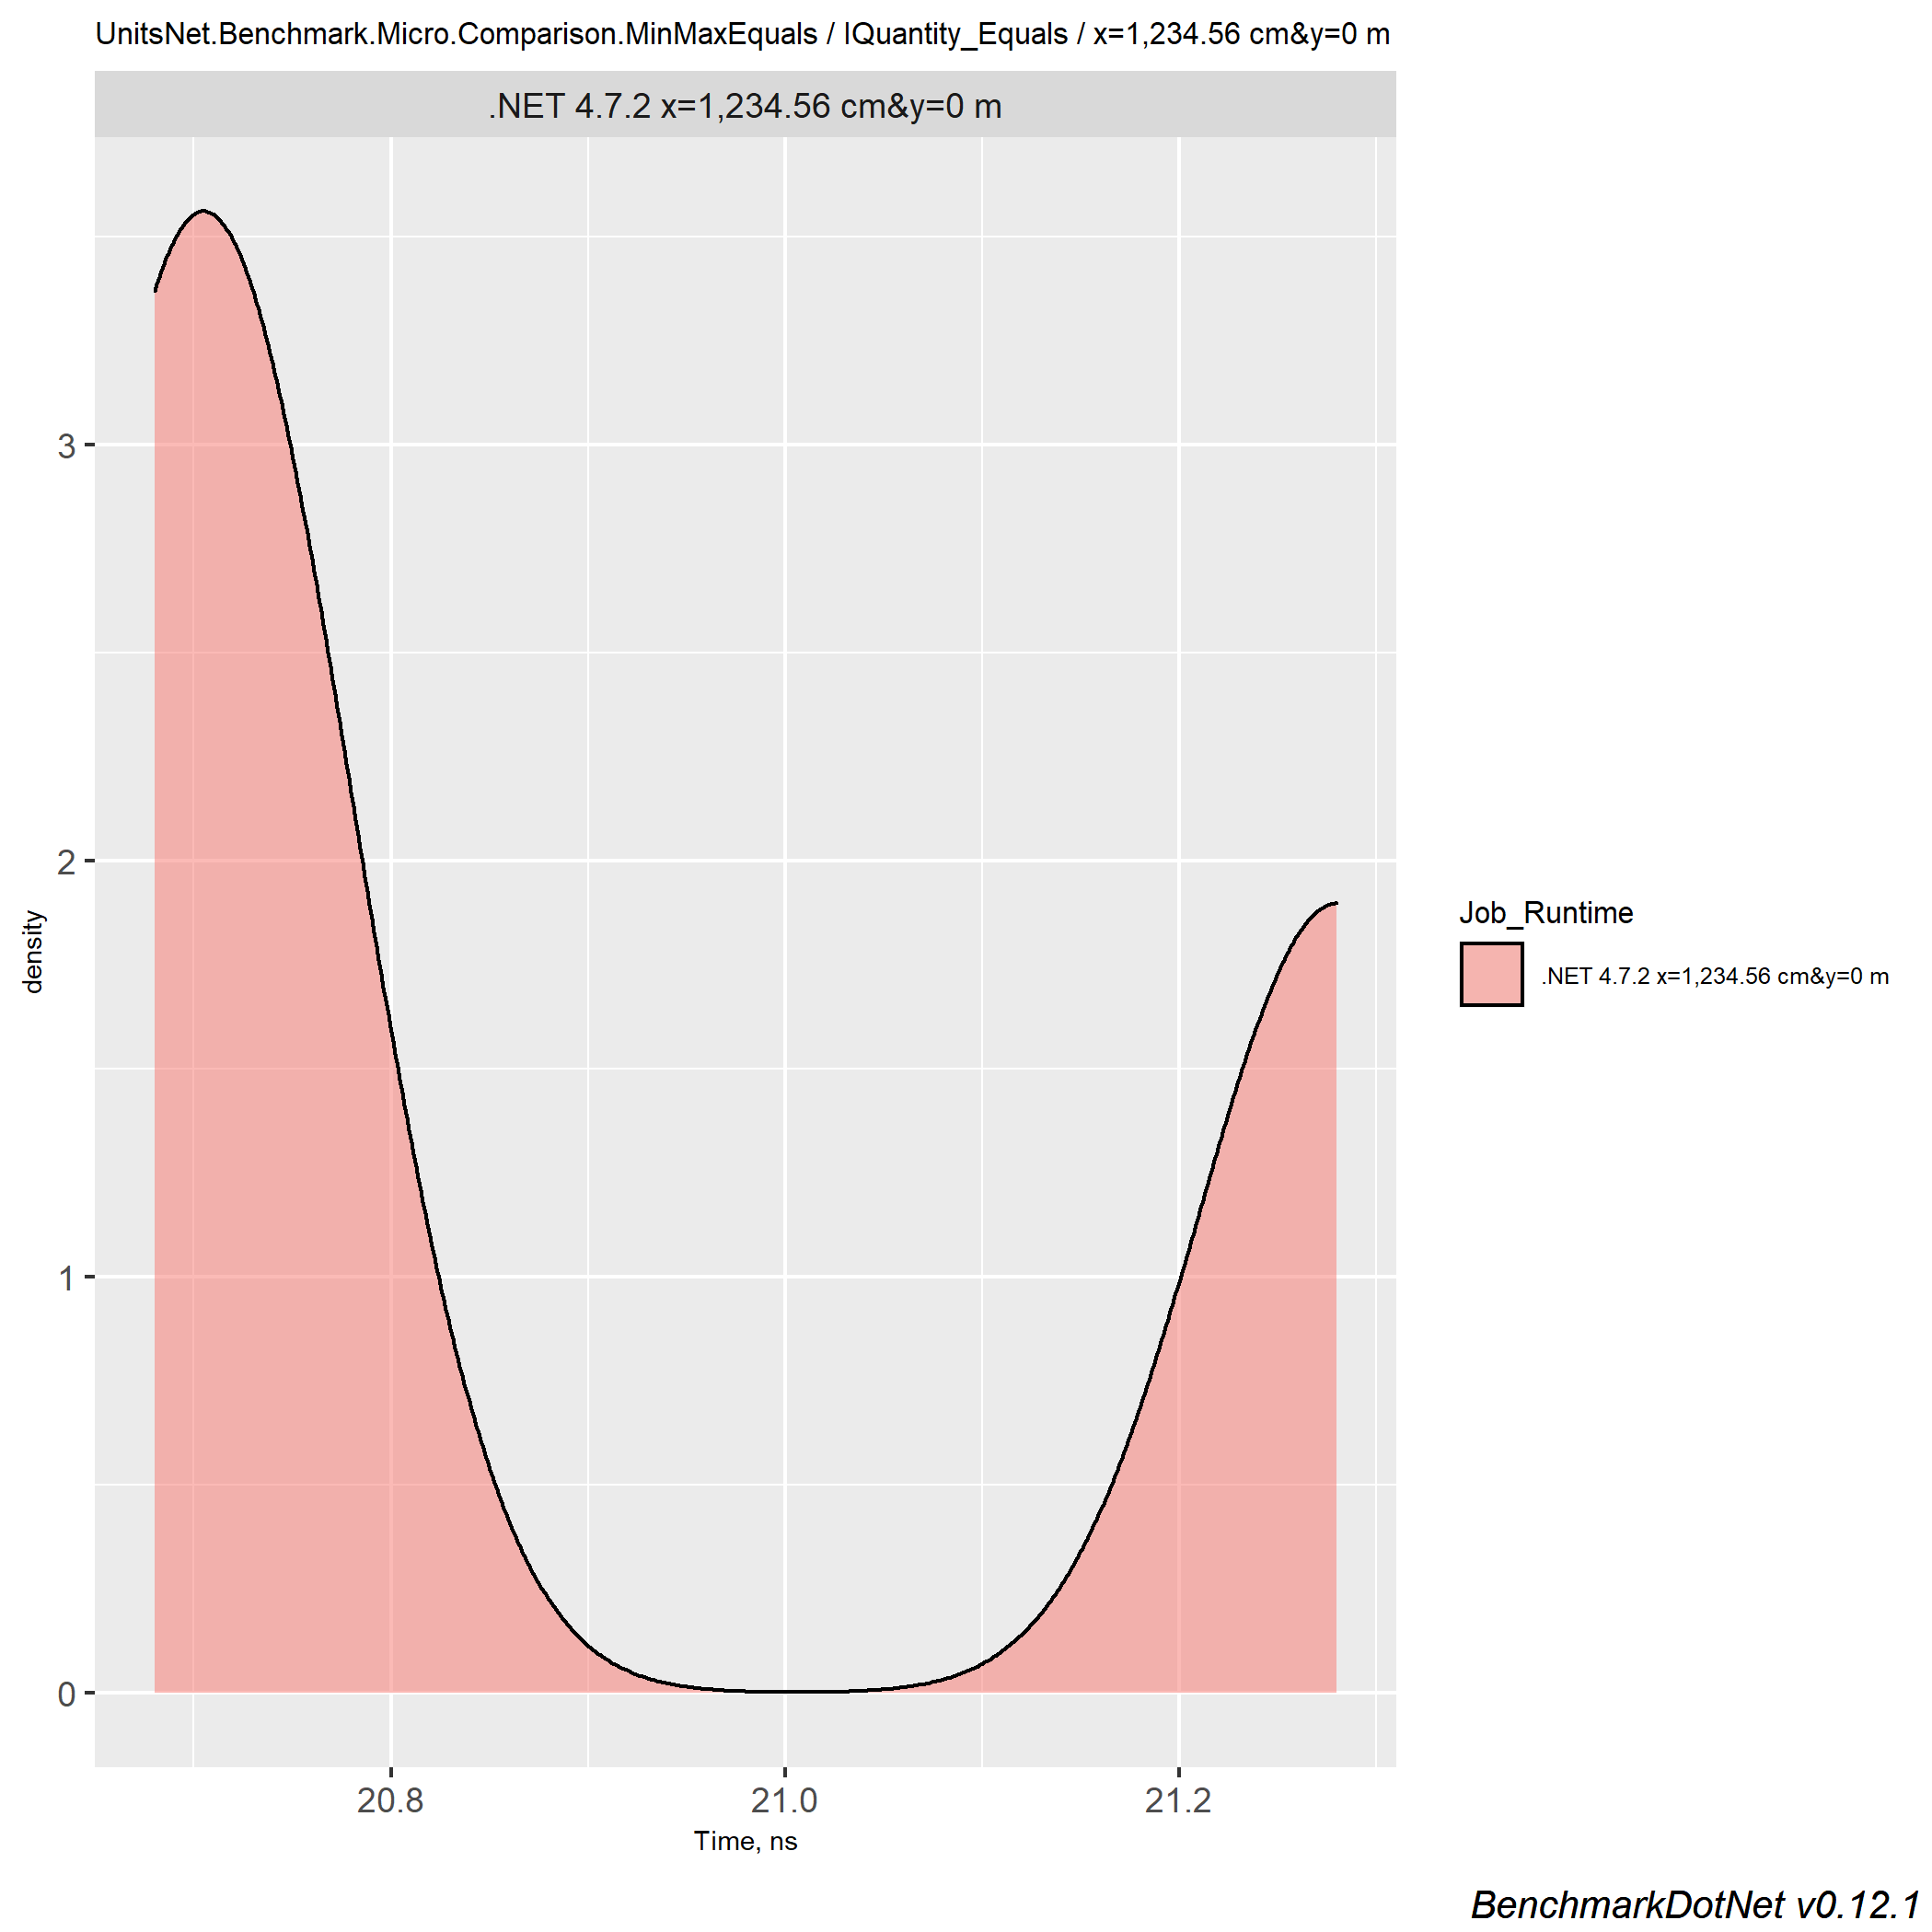 UnitsNet.Benchmark.Micro.Comparison.MinMaxEquals / IQuantity_Equals / x=1,234.56 cm&y=0 m
.NET 4.7.2 x=1,234.56 cm&y=0 m
3
2
1
0
density
20.8 21.0 21.2
Time, ns
Job_Runtime
.NET 4.7.2 x=1,234.56 cm&y=0 m
BenchmarkDotNet v0.12.1